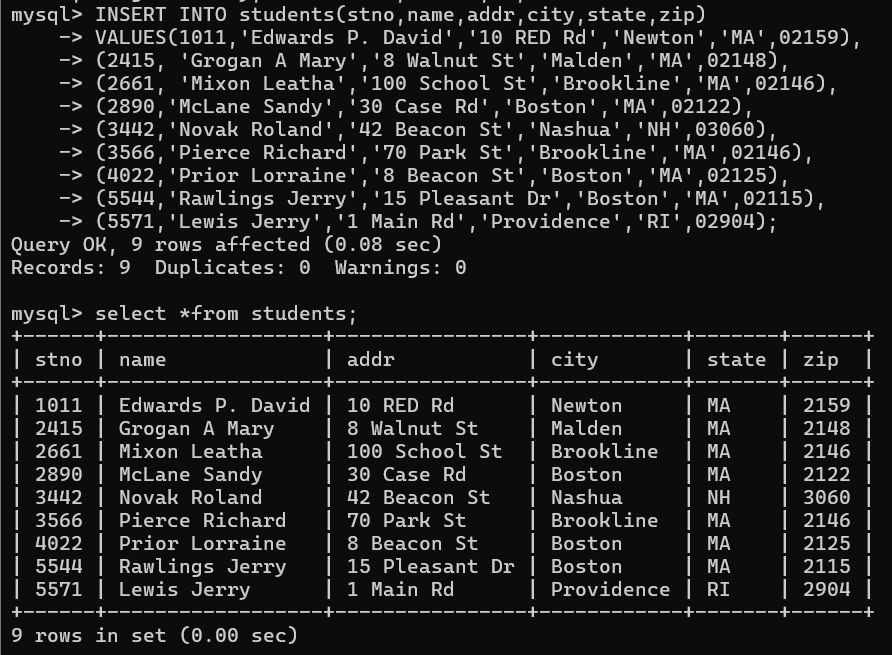 mysql> INSERT INTO students(stno,name,addr,city,state,zip)
    -> VALUES(1011,'Edwards P. David','10 RED Rd','Newton','MA',02159),
    -> (2415, 'Grogan A Mary','8 Walnut St','Malden','MA',02148),
    -> (2661, 'Mixon Leatha','100 School St','Brookline','MA',02146),
    -> (2890,'McLane Sandy','30 Case Rd','Boston','MA',02122),
    -> (3442,'Novak Roland','42 Beacon St','Nashua','NH',03060),
    -> (3566,'Pierce Richard','70 Park St','Brookline','MA',02146),
    -> (4022,'Prior Lorraine','8 Beacon St','Boston','MA',02125),
    -> (5544,'Rawlings Jerry','15 Pleasant Dr','Boston','MA',02115),
    -> (5571,'Lewis Jerry','1 Main Rd','Providence','RI',02904);
Query OK, 9 rows affected (0.08 sec)
Records: 9  Duplicates: 0  Warnings: 0

mysql> select *from students;
+------+------------------+----------------+------------+-------+------+
| stno | name             | addr           | city       | state | zip  |
+------+------------------+----------------+------------+-------+------+
| 1011 | Edwards P. David | 10 RED Rd      | Newton     | MA    | 2159 |
| 2415 | Grogan A Mary    | 8 Walnut St    | Malden     | MA    | 2148 |
| 2661 | Mixon Leatha     | 100 School St  | Brookline  | MA    | 2146 |
| 2890 | McLane Sandy     | 30 Case Rd     | Boston     | MA    | 2122 |
| 3442 | Novak Roland     | 42 Beacon St   | Nashua     | NH    | 3060 |
| 3566 | Pierce Richard   | 70 Park St     | Brookline  | MA    | 2146 |
| 4022 | Prior Lorraine   | 8 Beacon St    | Boston     | MA    | 2125 |
| 5544 | Rawlings Jerry   | 15 Pleasant Dr | Boston     | MA    | 2115 |
| 5571 | Lewis Jerry      | 1 Main Rd      | Providence | RI    | 2904 |
+------+------------------+----------------+------------+-------+------+
9 rows in set (0.00 sec)